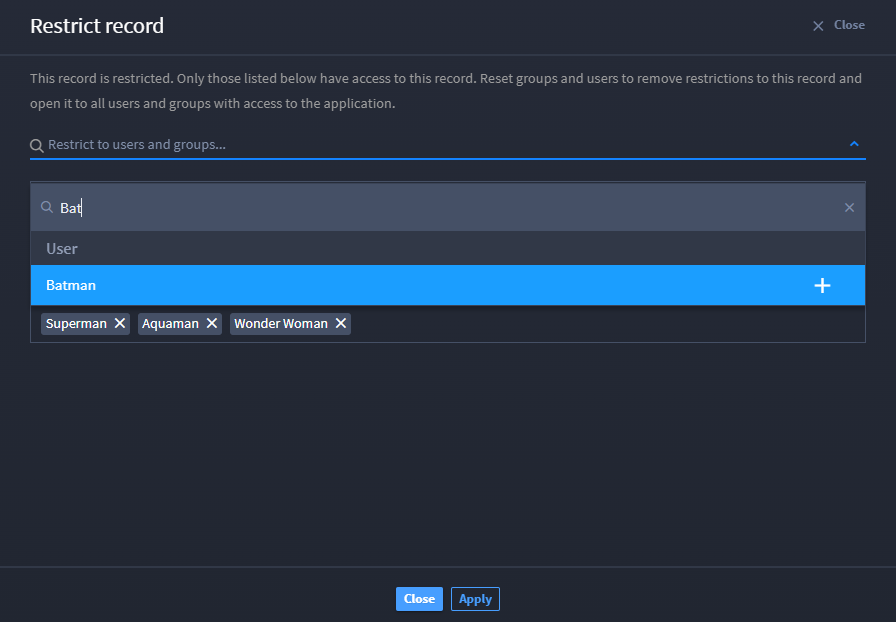 Restrict record
Close
This record is restricted. Only those listed below have access to this record. Reset groups and users to remove restrictions to this record and
open it to all users and groups with access to the application.
Restrict to users and groups...
Bat
User
Batman
Superman Aquaman Wonder Woman
Close Apply